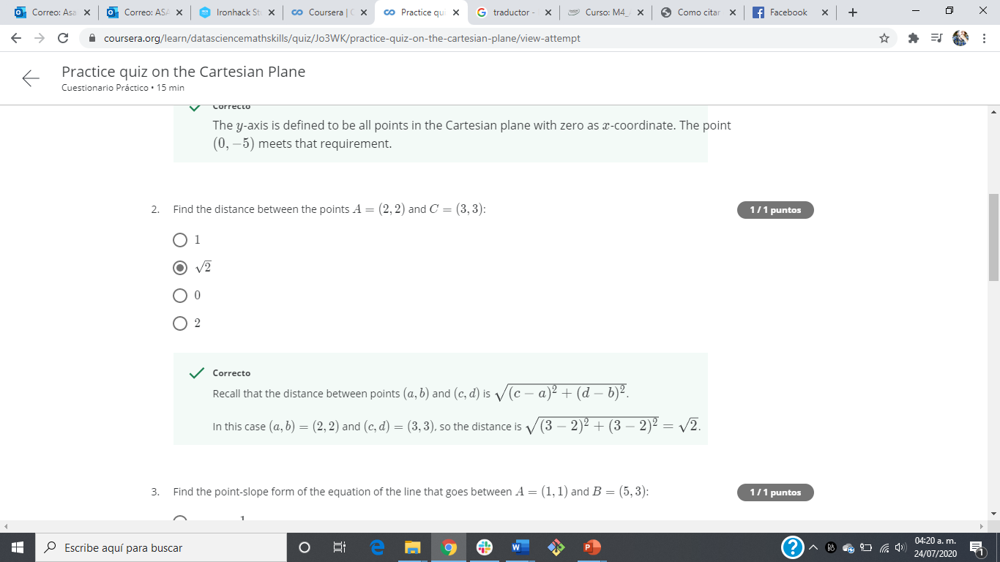 Correo: Asa
Correo: ASA
Ironhack St
Coursera | C
Practice qu
traductor -
Curso: M4_
Como citar
Facebook
coursera.org/learn/datasciencemathskills/quiz/Jo3WK/practice-quiz-on-the-cartesian-plane/view-attempt
Practice quiz on the Cartesian Plane
Cuestionario Práctico • 15 min
Correcto
The y-axis is defined to be all points in the Cartesian plane with zero as x-coordinate. The point
(0, −5) meets that requirement.
2. Find the distance between the points A = (2, 2) and C = (3, 3):
1 / 1 puntos
1
√2
0
2
Correcto
Recall that the distance between points (a, b) and (c, d) is √(c − a)² + (d − b)².
In this case (a, b) = (2, 2) and (c, d) = (3, 3), so the distance is √(3 − 2)² + (3 − 2)² = √2.
3. Find the point-slope form of the equation of the line that goes between A = (1, 1) and B = (5, 3):
1 / 1 puntos
1
Escribe aquí para buscar
04:20 a. m.
24/07/2020
1